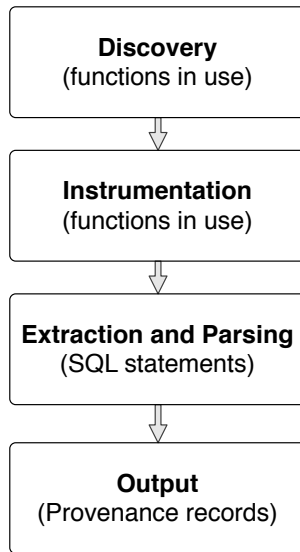 Discovery
(functions in use)
Instrumentation
(functions in use)
Extraction and Parsing
(SQL statements)
Output
(Provenance records)